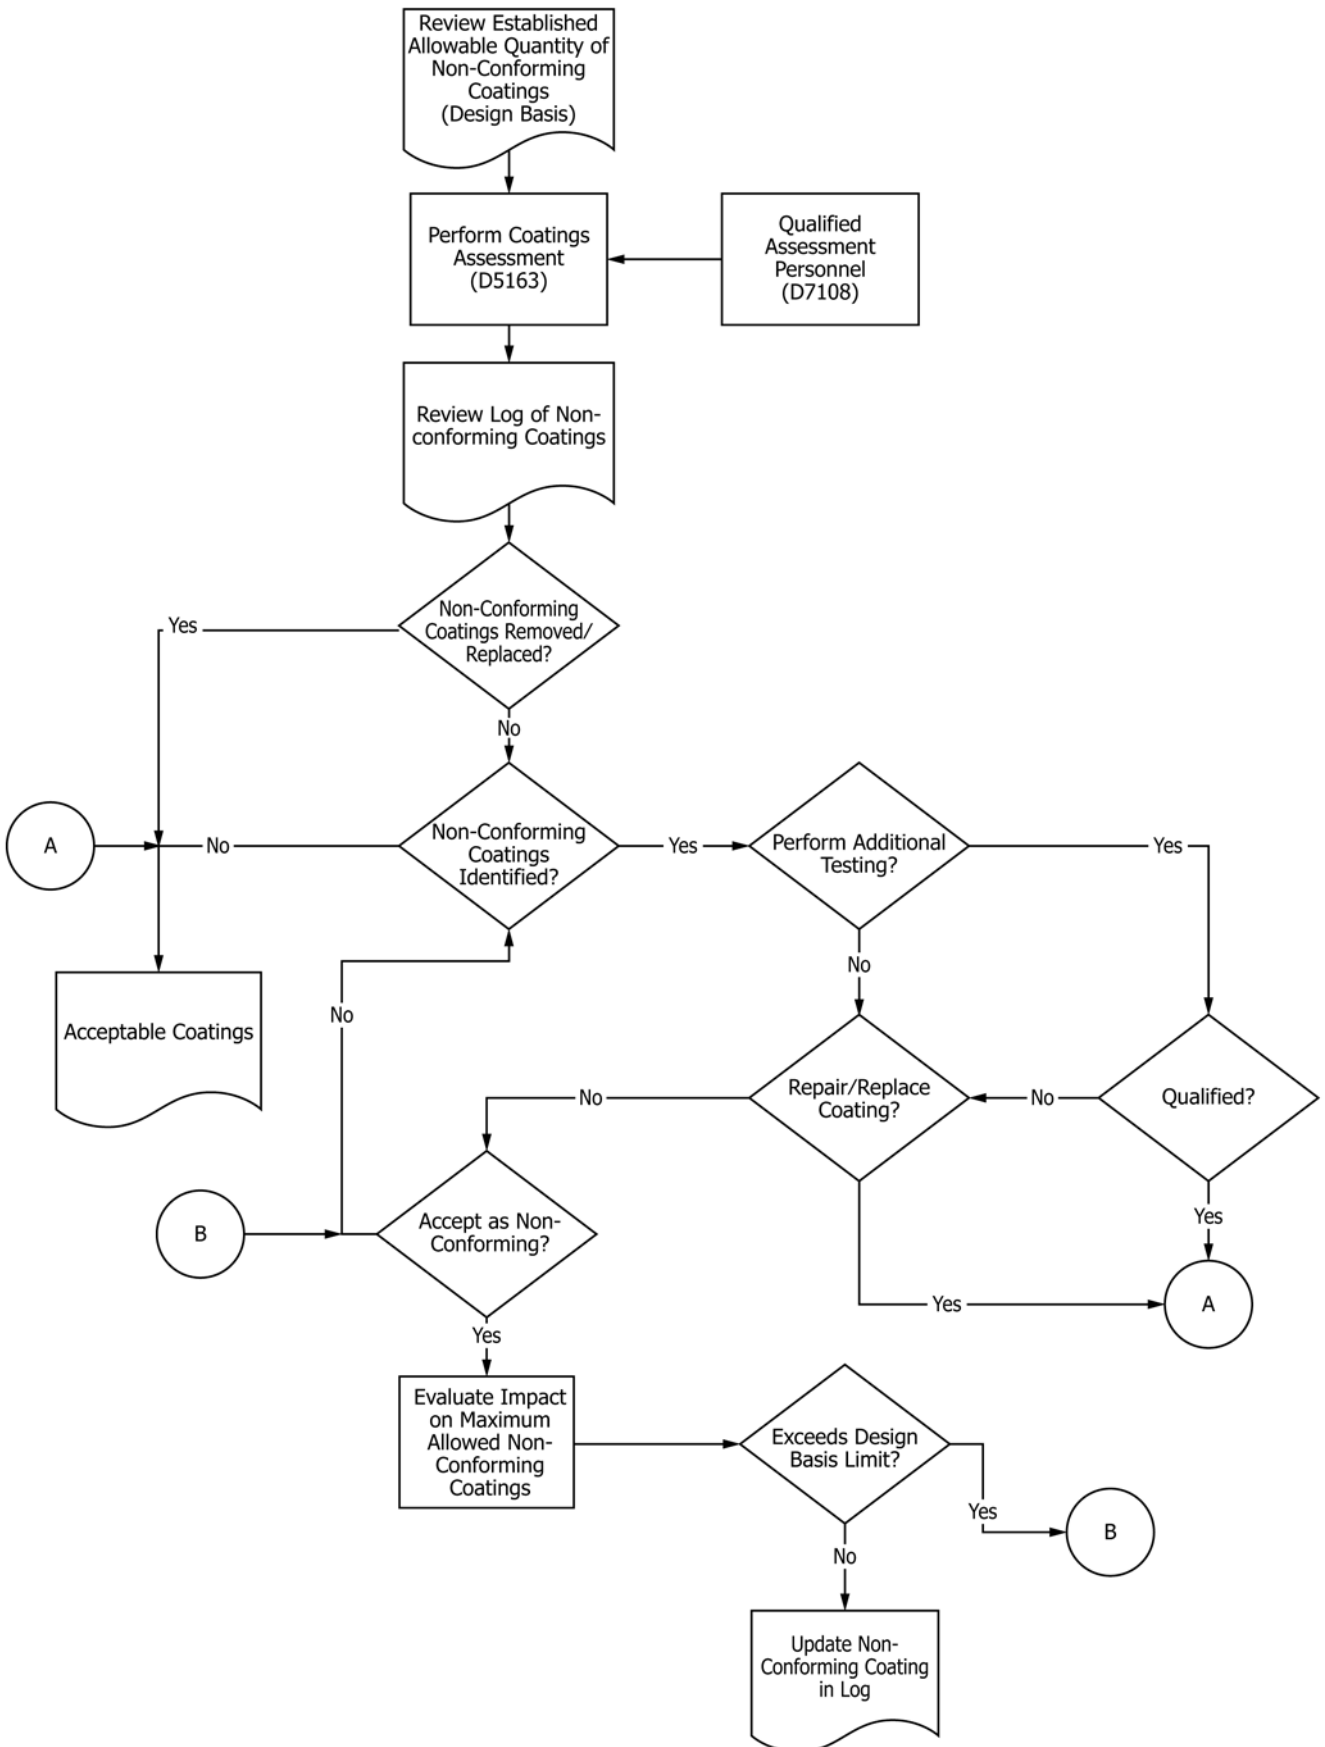 Review Established
Allowable Quantity of
Non-Conforming
Coatings
(Design Basis)
Perform Coatings
Assessment
(D5163)
Qualified
Assessment
Personnel
(D7108)
Review Log of Non-
conforming Coatings
Non-Conforming
Coatings Removed/
Replaced?
Yes
No
A
No
Non-Conforming
Coatings
Identified?
Yes
Perform Additional
Testing?
Yes
No
No
Acceptable Coatings
Repair/Replace
Coating?
No
No
Qualified?
B
Accept as Non-
Conforming?
Yes
Yes
A
Yes
Evaluate Impact
on Maximum
Allowed Non-
Conforming
Coatings
Exceeds Design
Basis Limit?
Yes
B
No
Update Non-
Conforming Coating
in Log